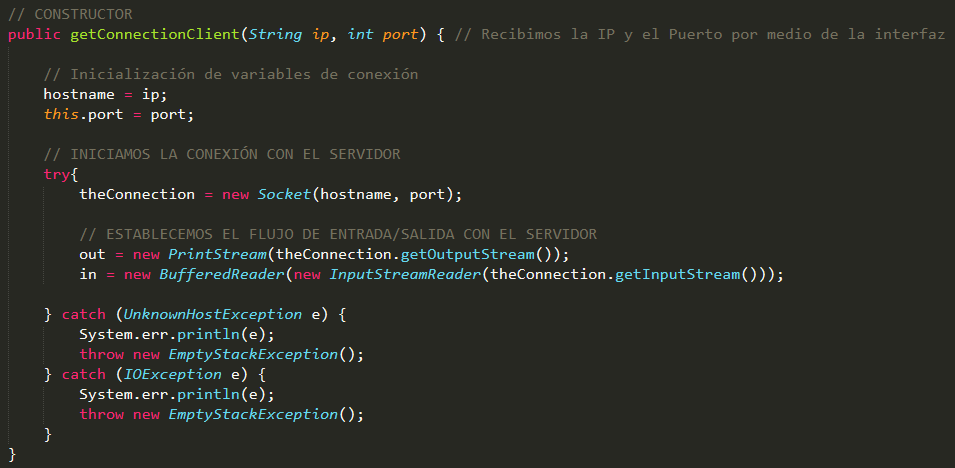 // CONSTRUCTOR
public getConnectionClient(String ip, int port) { // Recibimos la IP y el Puerto por medio de la interfaz
// Inicialización de variables de conexión
hostname = ip;
this.port = port;
// INICIAMOS LA CONEXIÓN CON EL SERVIDOR
try{
theConnection = new Socket(hostname, port);
// ESTABLECEMOS EL FLUJO DE ENTRADA/SALIDA CON EL SERVIDOR
out = new PrintStream(theConnection.getOutputStream());
in = new BufferedReader(new InputStreamReader(theConnection.getInputStream()));
} catch (UnknownHostException e) {
System.err.println(e);
throw new EmptyStackException();
} catch (IOException e) {
System.err.println(e);
throw new EmptyStackException();
}
}